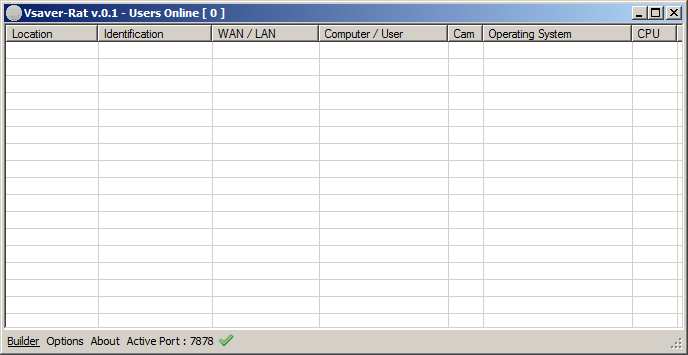 Vsaver-Rat v.0.1 - Users Online [ 0 ]
Location Identification WAN / LAN Computer / User Cam Operating System CPU
Builder Options About Active Port : 7878